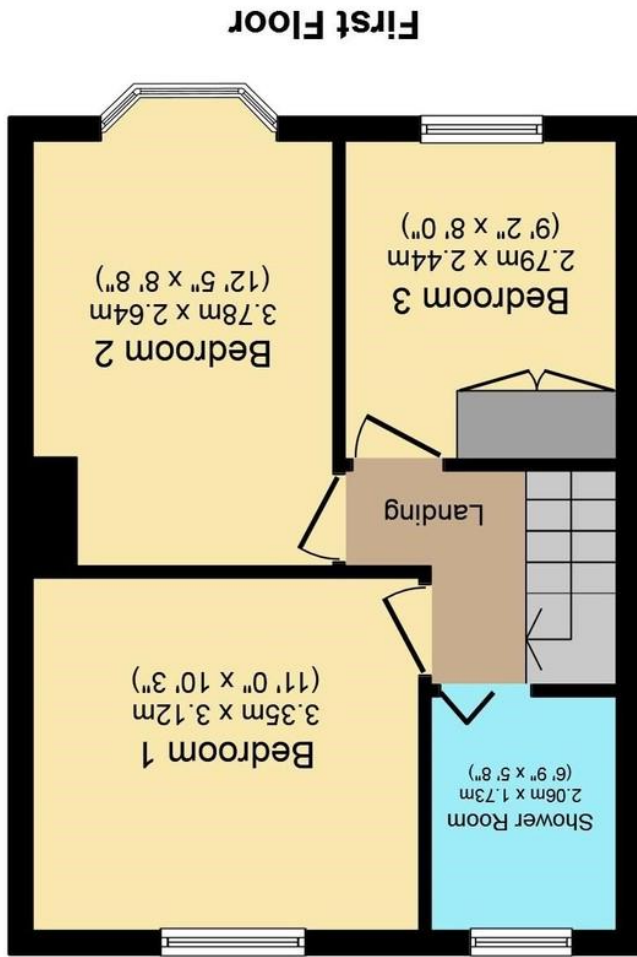 Shower Room
2.06m x 1.73m
(6' 9" x 5' 8")
Bedroom 1
3.35m x 3.12m
(11' 0" x 10' 3")
Landing
Bedroom 3
2.79m x 2.44m
(9' 2" x 8' 0")
Bedroom 2
3.78m x 2.64m
(12' 5" x 8' 8")
First Floor